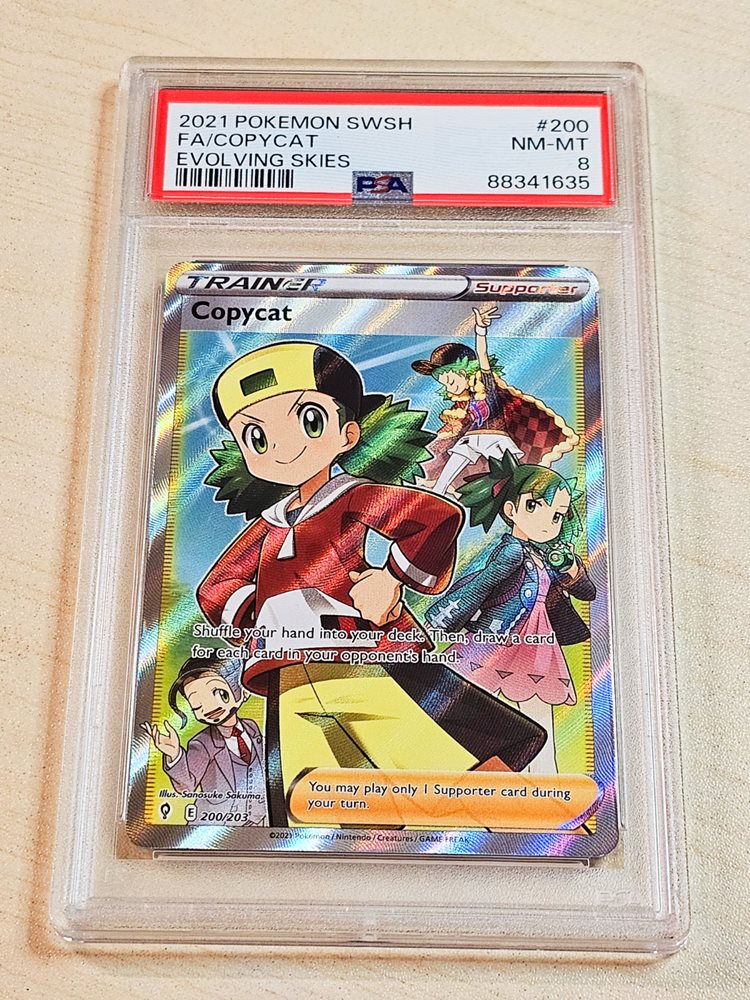 2021 POKEMON SWSH #200
FA/COPYCAT NM-MT
EVOLVING SKIES 8
PSA 88341635
TRAINER Supporter
Copycat
Shuffle your hand into your deck. Then, draw a card
for each card in your opponent's hand.
You may play only 1 Supporter card during
your turn.
Illus. Sanosuke Sakuma
E 200/203
©2021 Pokémon / Nintendo / Creatures / GAME FREAK